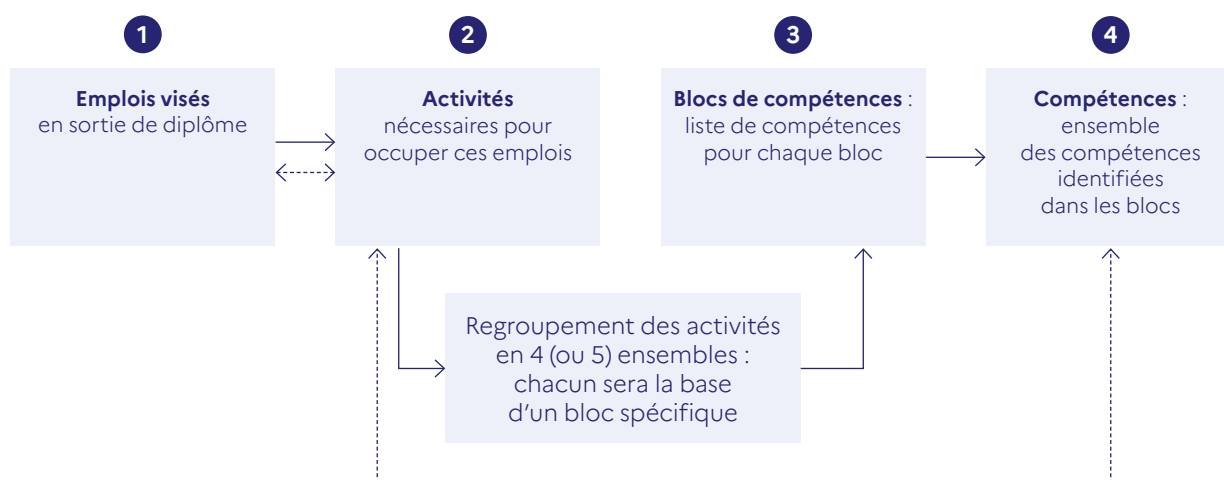 1
Emplois visés
en sortie de diplôme
2
Activités
nécessaires pour
occuper ces emplois
3
Blocs de compétences :
liste de compétences
pour chaque bloc
4
Compétences :
ensemble
des compétences
identifiées
dans les blocs
Regroupement des activités
en 4 (ou 5) ensembles :
chacun sera la base
d'un bloc spécifique